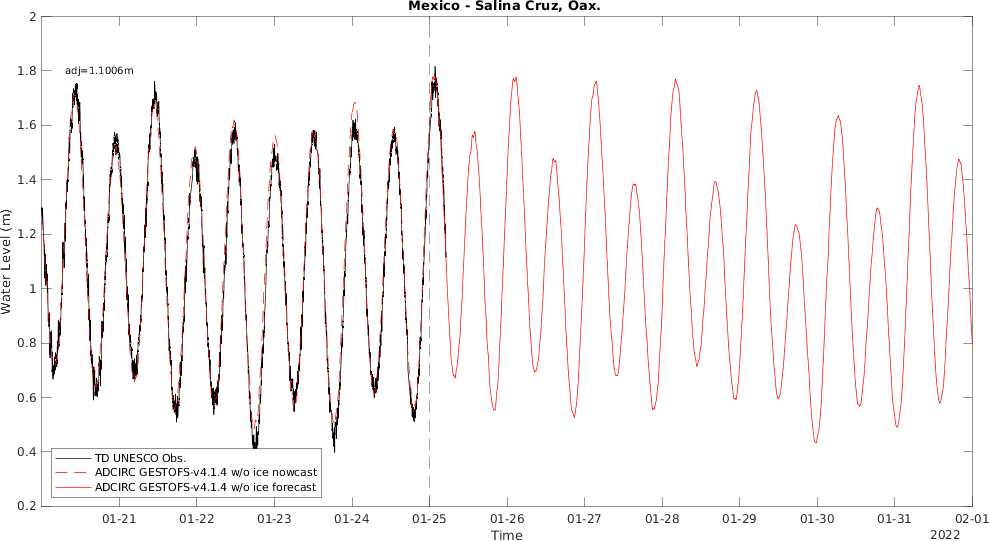 Mexico - Salina Cruz, Oax.
adj=1.1006m
Water Level (m)
2
1.8
1.6
1.4
1.2
1
0.8
0.6
0.4
0.2
TD UNESCO Obs.
ADCIRC GESTOFS-v4.1.4 w/o ice nowcast
ADCIRC GESTOFS-v4.1.4 w/o ice forecast
01-21 01-22 01-23 01-24 01-25 01-26 01-27 01-28 01-29 01-30 01-31 02-01
Time
2022